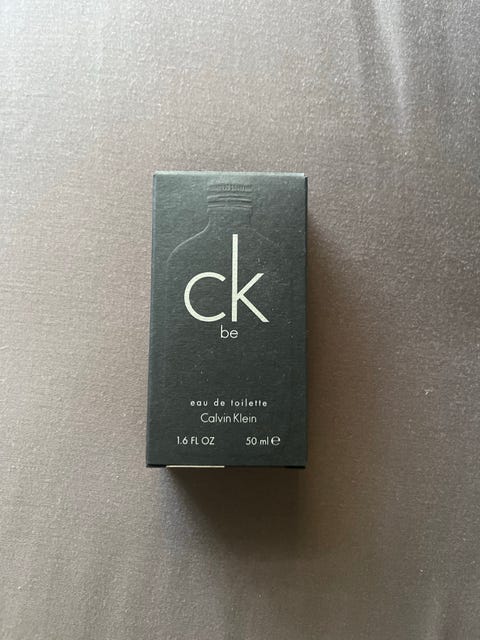 ck
be
eau de toilette
Calvin Klein
1.6 FL OZ 50 ml ℮